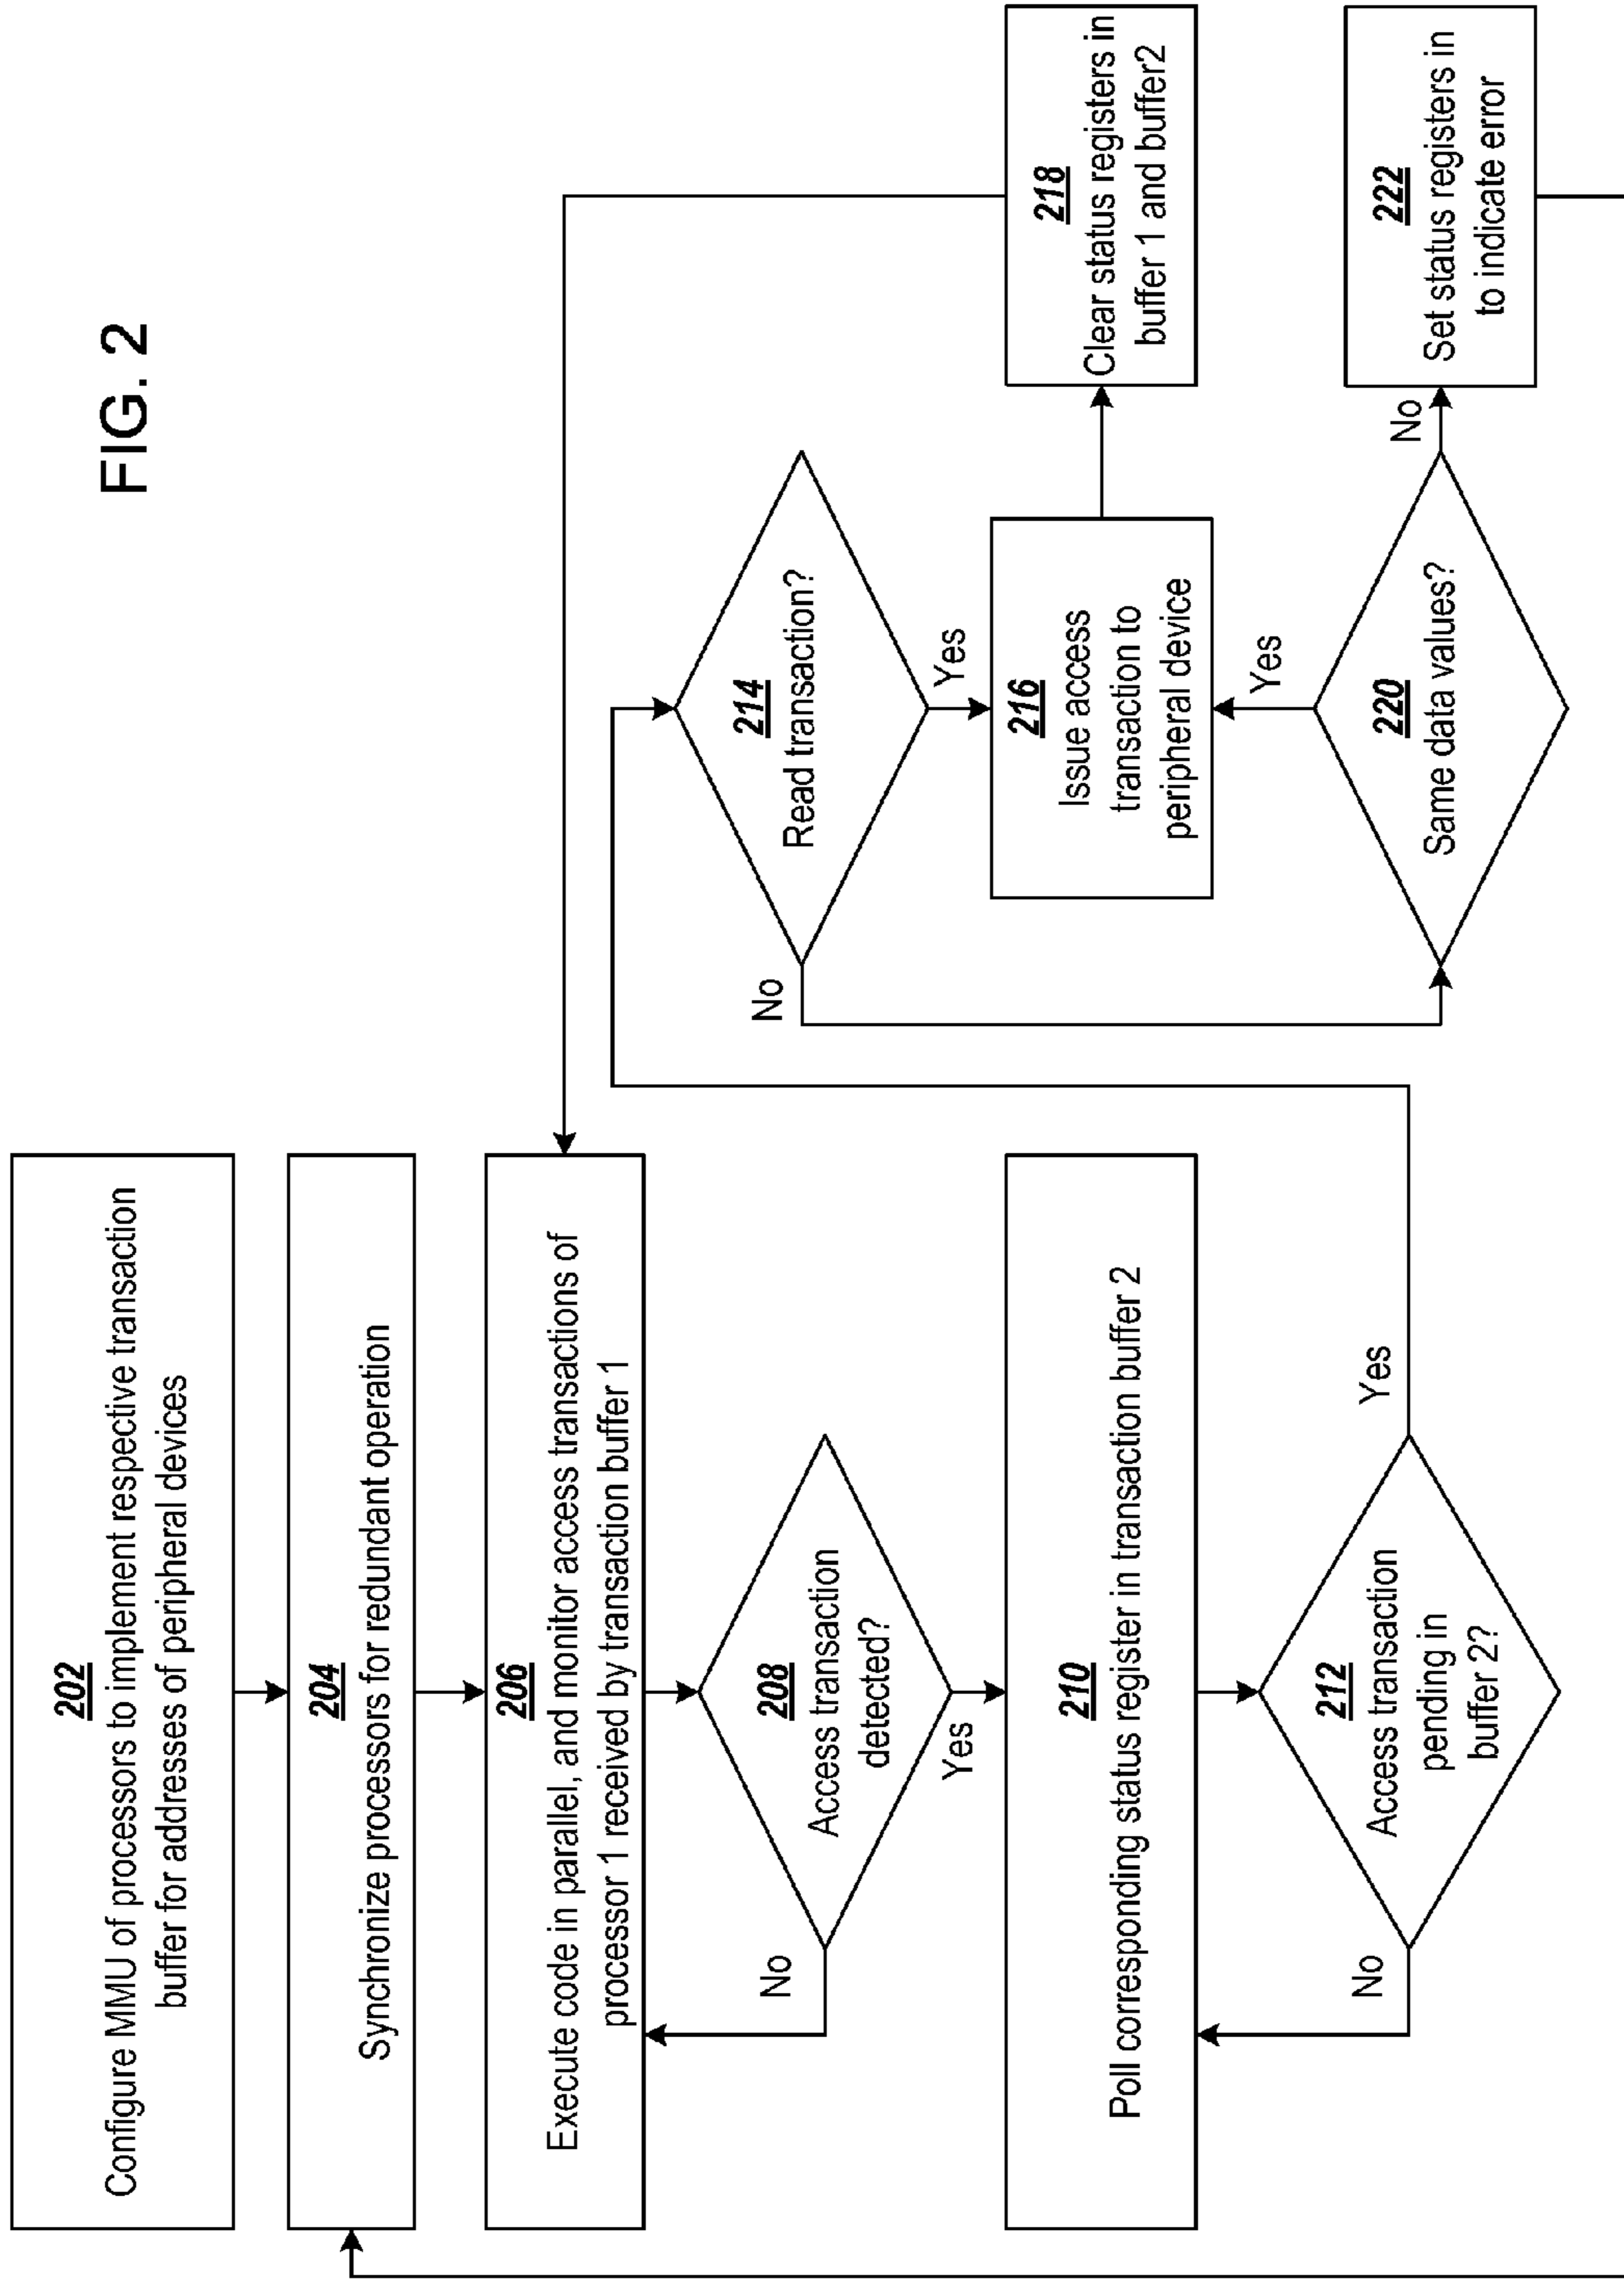 FIG. 2
202
Configure MMU of processors to implement respective transaction
buffer for addresses of peripheral devices
204
Synchronize processors for redundant operation
206
Execute code in parallel, and monitor access transactions of
processor 1 received by transaction buffer 1
208
Access transaction
detected?
No
Yes
210
Poll corresponding status register in transaction buffer 2
212
Access transaction
pending in
buffer 2?
No
Yes
214
Read transaction?
No
Yes
216
Issue access
transaction to
peripheral device
218
Clear status registers in
buffer 1 and buffer2
Yes
220
Same data values?
No
222
Set status registers in
to indicate error